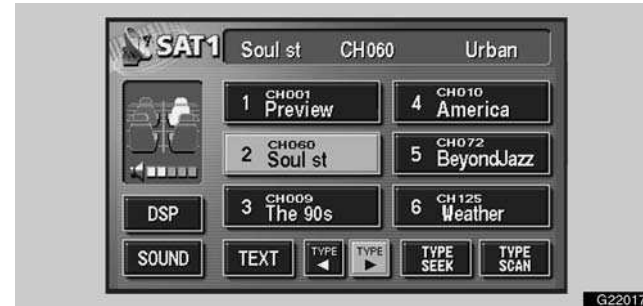 SAT1 Soul st CH060 Urban
1 CH001 Preview
4 CH010 America
2 CH060 Soul st
5 CH072 BeyondJazz
3 CH009 The 90s
6 CH125 Weather
DSP
SOUND TEXT TYPE ◄ TYPE ► TYPE SEEK TYPE SCAN